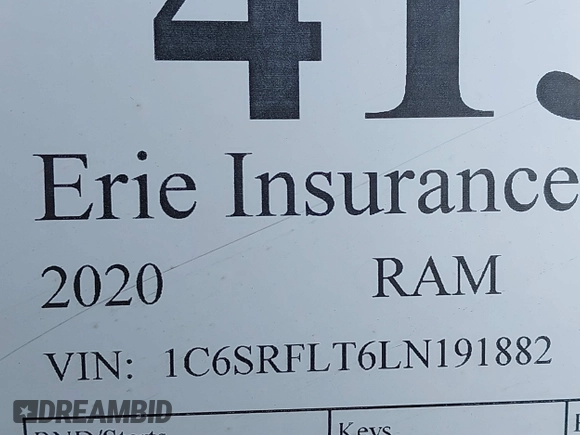 41
Erie Insurance
2020 RAM
VIN: 1C6SRFLT6LN191882
DREAMBID
Keys